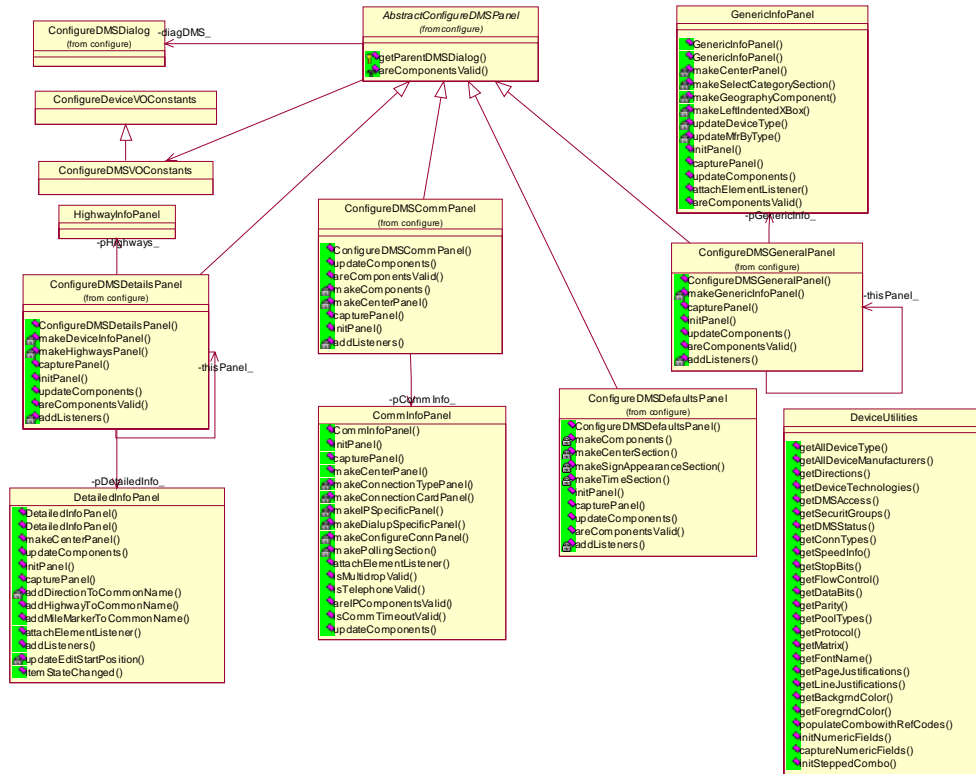 ConfigureDMSDialog
(from configure)
-diagDMS_
AbstractConfigureDMSPanel
(from configure)
getParentDMSDialog()
areComponentsValid()
GenericInfoPanel
GenericInfoPanel()
GenericInfoPanel()
makeCenterPanel()
makeSelectCategorySection()
makeGeographyComponent()
makeLeftIndentedXBox()
updateDeviceType()
updateMfrByType()
initPanel()
capturePanel()
updateComponents()
attachElementListener()
areComponentsValid()
-pGenericInfo_
ConfigureDeviceVOConstants
ConfigureDMSVOConstants
HighwayInfoPanel
-pHighways_
ConfigureDMSDetailsPanel
(from configure)
ConfigureDMSDetailsPanel()
makeDeviceInfoPanel()
makeHighwaysPanel()
capturePanel()
initPanel()
updateComponents()
areComponentsValid()
addListeners()
-thisPanel_
-pDetailedInfo_
ConfigureDMSCommPanel
(from configure)
ConfigureDMSCommPanel()
updateComponents()
areComponentsValid()
makeComponents()
makeCenterPanel()
capturePanel()
initPanel()
addListeners()
-pCommInfo_
ConfigureDMSGeneralPanel
(from configure)
ConfigureDMSGeneralPanel()
makeGenericInfoPanel()
capturePanel()
initPanel()
updateComponents()
areComponentsValid()
addListeners()
-thisPanel_
DetailedInfoPanel
DetailedInfoPanel()
DetailedInfoPanel()
makeCenterPanel()
updateComponents()
initPanel()
capturePanel()
addDirectionToCommonName()
addHighwayToCommonName()
addMileMarkerToCommonName()
attachElementListener()
addListeners()
updateEditStartPosition()
itemStateChanged()
CommInfoPanel
CommInfoPanel()
initPanel()
capturePanel()
makeCenterPanel()
makeConnectionTypePanel()
makeConnectionCardPanel()
makeIPSpecificPanel()
makeDialupSpecificPanel()
makeConfigureConnPanel()
makePollingSection()
attachElementListener()
isMultidropValid()
isTelephoneValid()
areIPComponentsValid()
isCommTimeoutValid()
updateComponents()
ConfigureDMSDefaultsPanel
(from configure)
ConfigureDMSDefaultsPanel()
makeComponents()
makeCenterSection()
makeSignAppearanceSection()
makeTimeSection()
initPanel()
capturePanel()
updateComponents()
areComponentsValid()
addListeners()
DeviceUtilities
getAllDeviceType()
getAllDeviceManufacturers()
getDirections()
getDeviceTechnologies()
getDMSAccess()
getSecuritGroups()
getDMSStatus()
getConnTypes()
getSpeedInfo()
getStopBits()
getFlowControl()
getDataBits()
getParity()
getPoolTypes()
getProtocol()
getMatrix()
getFontName()
getPageJustifications()
getLineJustifications()
getBackgrndColor()
getForegrndColor()
populateCombowithRefCodes()
initNumericFields()
captureNumericFields()
initSteppedCombo()